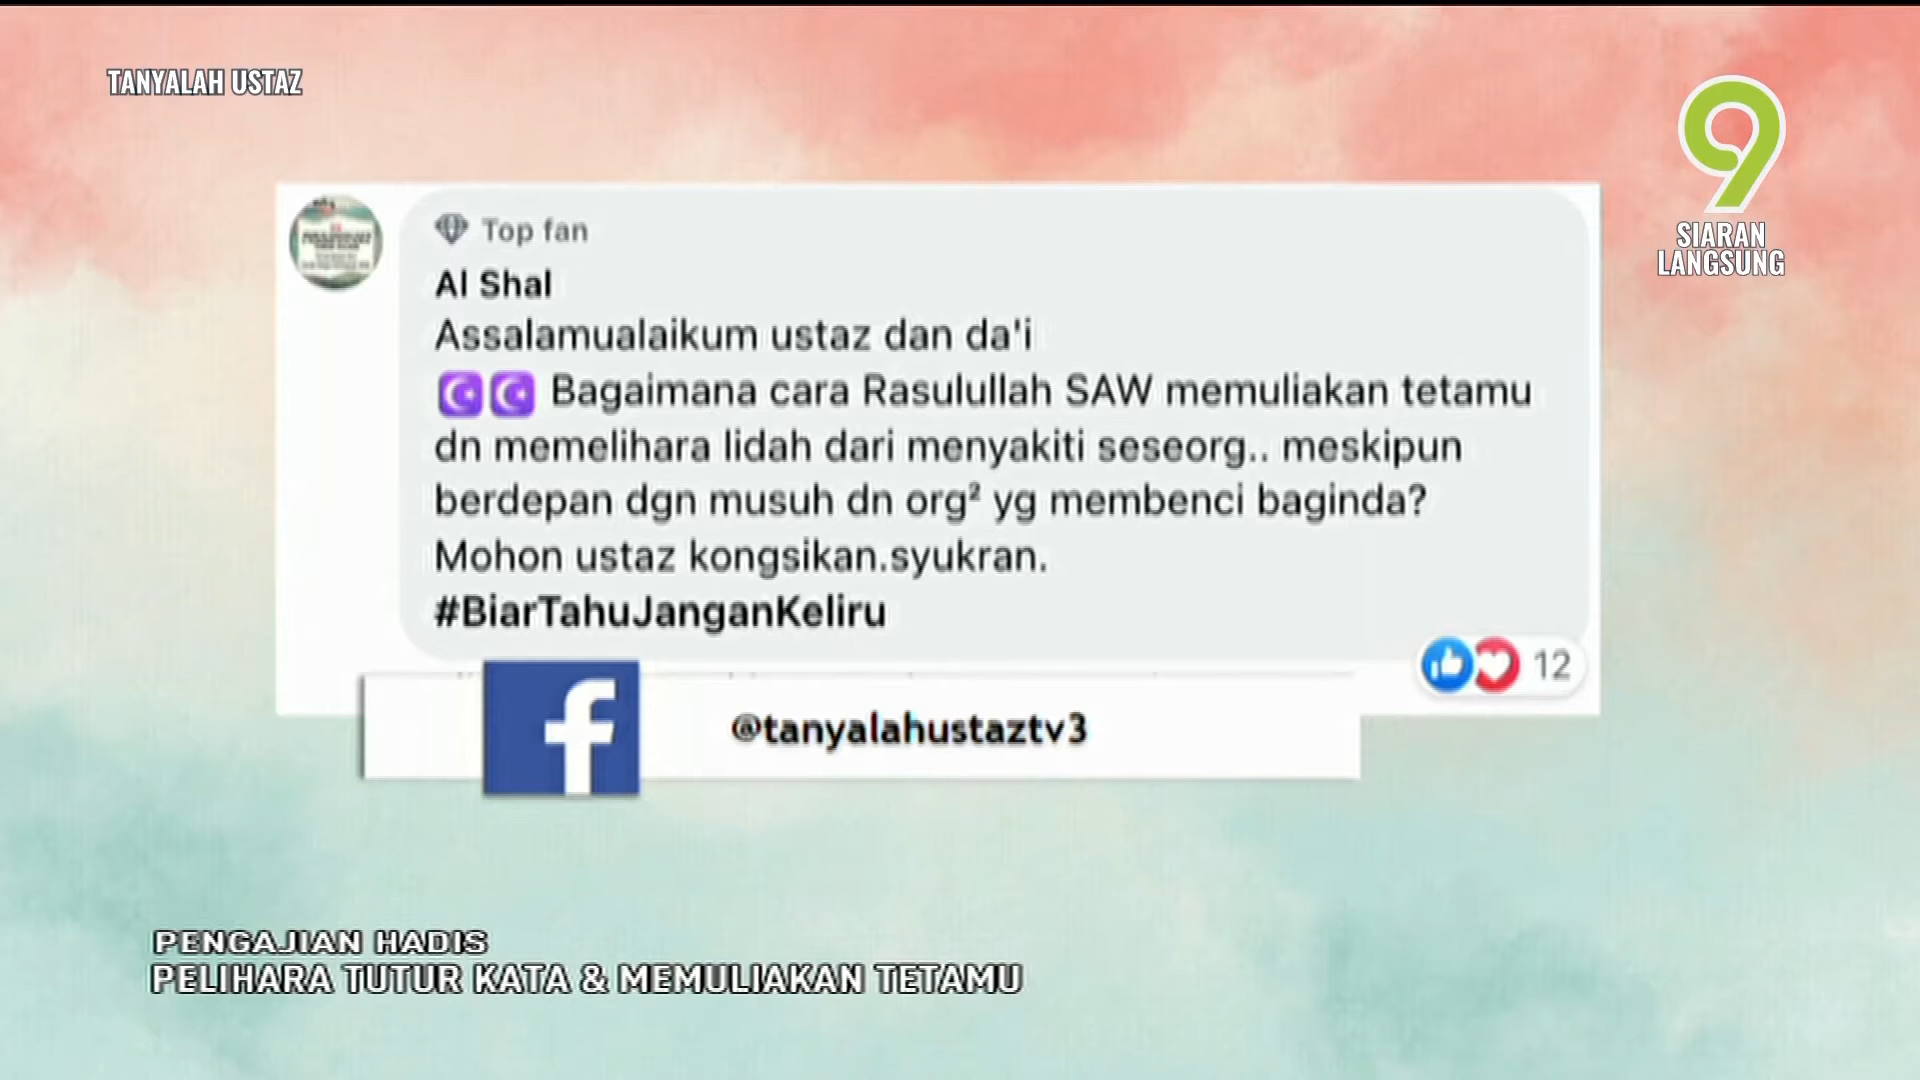 TANYALAH USTAZ
9
SIARAN
LANGSUNG
Top fan
Al Shal
Assalamualaikum ustaz dan da'i
Bagaimana cara Rasulullah SAW memuliakan tetamu
dn memelihara lidah dari menyakiti seseorg.. meskipun
berdepan dgn musuh dn org² yg membenci baginda?
Mohon ustaz kongsikan.syukran.
#BiarTahuJanganKeliru
12
f
@tanyalahustaztv3
PENGAJIAN HADIS
PELIHARA TUTUR KATA & MEMULIAKAN TETAMU